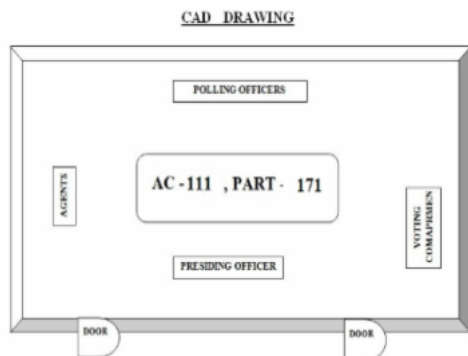 CAD DRAWING
POLLING OFFICERS
AGENTS
AC -111 , PART - 171
VOTING
COMAPRMEN
PRESIDING OFFICER
DOOR
DOOR